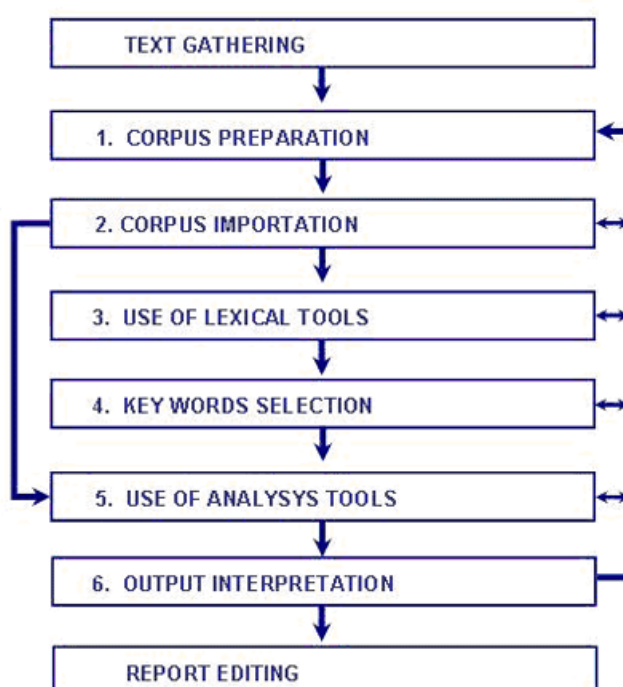 TEXT GATHERING
1. CORPUS PREPARATION
2. CORPUS IMPORTATION
3. USE OF LEXICAL TOOLS
4. KEY WORDS SELECTION
5. USE OF ANALYSYS TOOLS
6. OUTPUT INTERPRETATION
REPORT EDITING